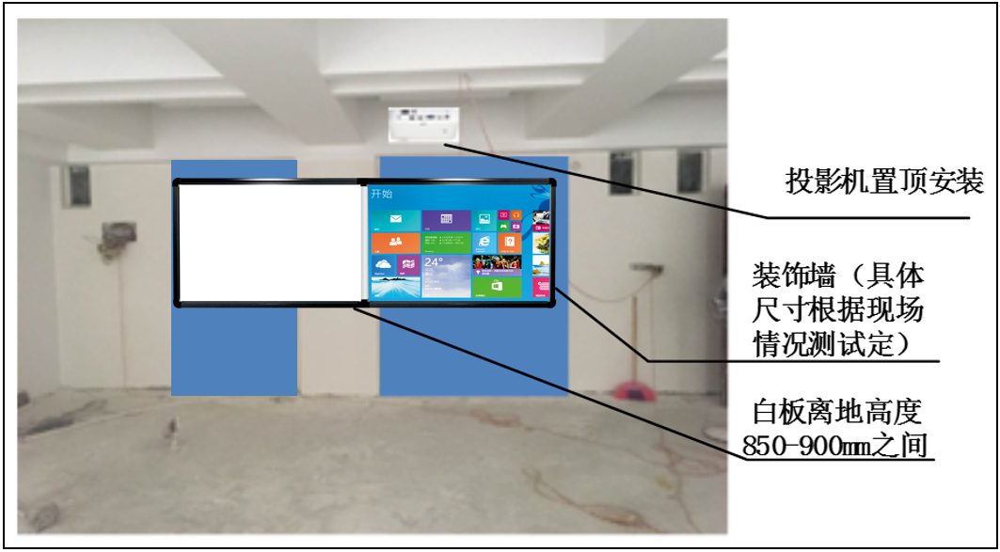 开始
24°
投影机置顶安装
装饰墙（具体
尺寸根据现场
情况测试定）
白板离地高度
850-900mm之间